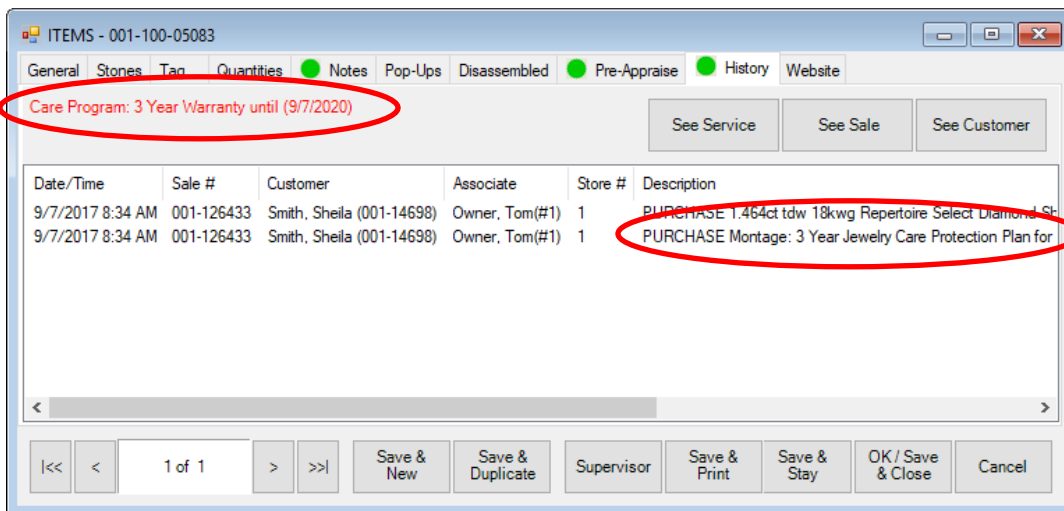 ITEMS - 001-100-05083
General Stones Tag Quantities Notes Pop-Ups Disassembled Pre-Appraise History Website
Care Program: 3 Year Warranty until (9/7/2020)
See Service See Sale See Customer
Date/Time Sale # Customer Associate Store # Description
9/7/2017 8:34 AM 001-126433 Smith, Sheila (001-14698) Owner, Tom(#1) 1 PURCHASE 1.464ct tdw 18kwg Repertoire Select Diamond
9/7/2017 8:34 AM 001-126433 Smith, Sheila (001-14698) Owner, Tom(#1) 1 PURCHASE Montage: 3 Year Jewelry Care Protection Plan for
|<< < 1 of 1 > >>| Save & New Save & Duplicate Supervisor Save & Print Save & Stay OK / Save & Close Cancel